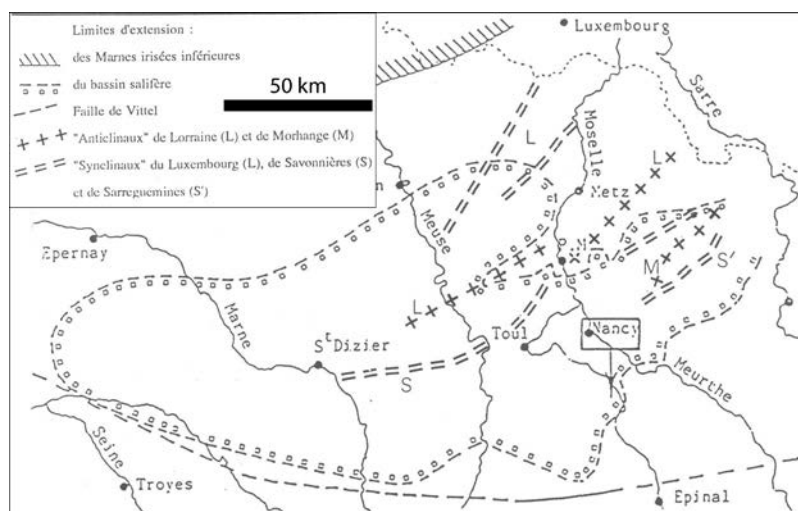 Limites d'extension :
des Marnes irisées inférieures
du bassin salifère
Faille de Vittel
"Anticlinaux" de Lorraine (L) et de Morhange (M)
"Synclinaux" du Luxembourg (L), de Savonnières (S)
et de Sarreguemines (S')
50 km
Luxembourg
Sarre
Moselle
L
L
Metz
n
Meuse
Epernay
M
S'
Marne
L
Toul
Nancy
St Dizier
S
Meurthe
Seine
Troyes
Epinal